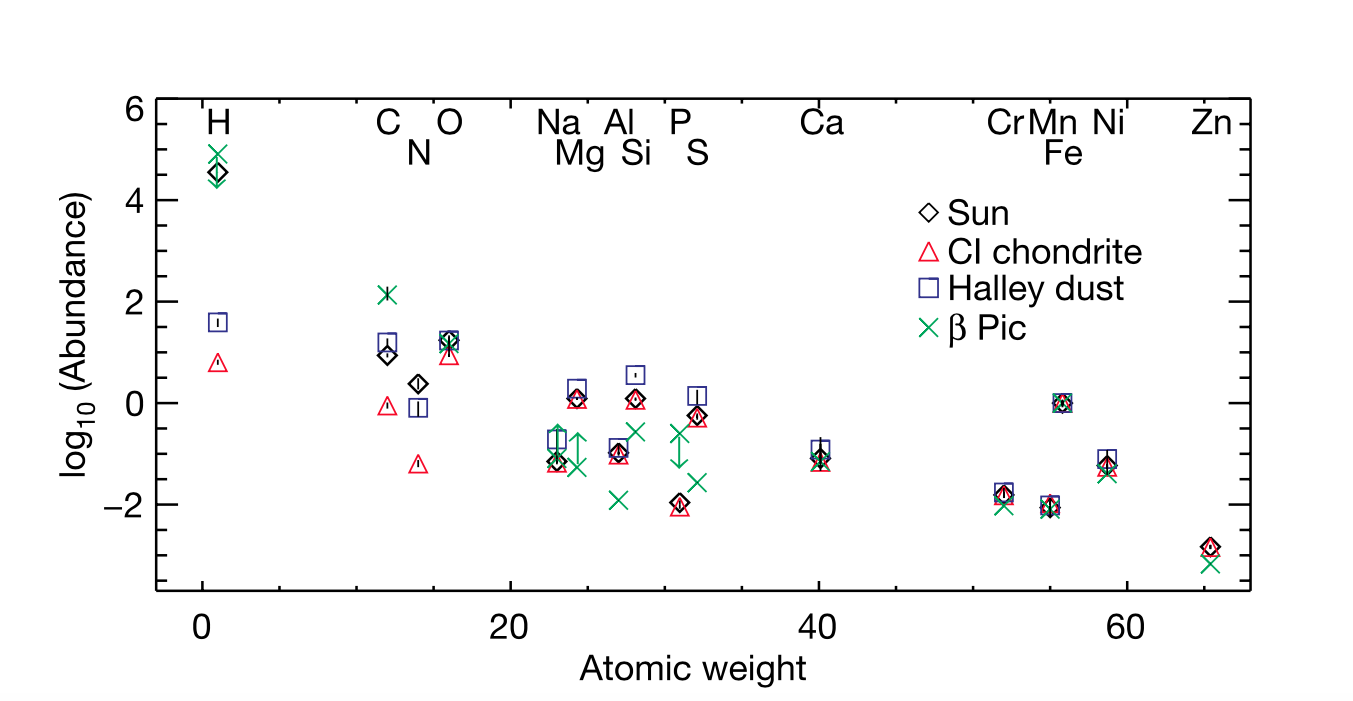 6
4
2
0
−2
log10 (Abundance)
H C O Na Al P Ca Cr Mn Ni Zn
N Mg Si S Fe
Sun
CI chondrite
Halley dust
β Pic
0 20 40 60
Atomic weight